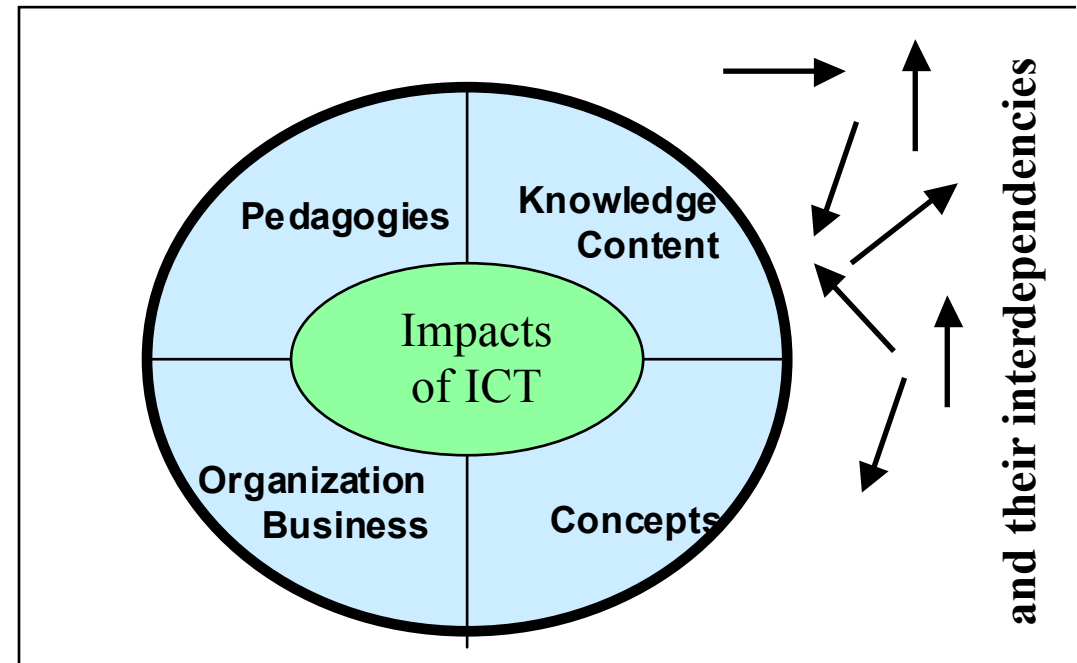 Pedagogies
Knowledge
Content
Impacts
of ICT
Organization
Business
Concepts
and their interdependencies